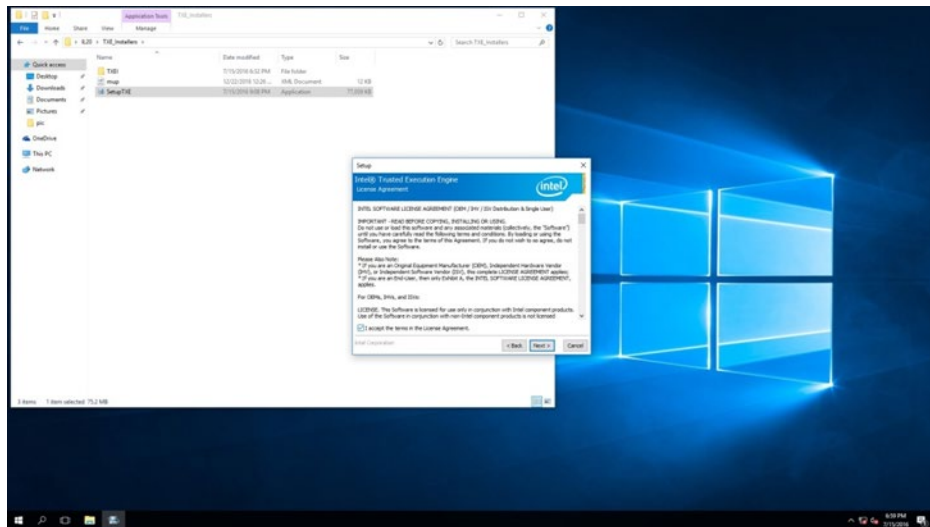 Application Tools
TXE_Installers
File
Home
Share
View
Manage
TXE_Installers
Search TXE_Installers
Name
Date modified
Type
Size
Quick access
Desktop
Downloads
Documents
Pictures
pic
OneDrive
This PC
Network
TXEI
7/15/2016 6:52 PM
File folder
mup
XML Document
12 KB
SetupTXE
Application
3 items
1 item selected 75.2 MB
Setup
Intel® Trusted Execution Engine
License Agreement
intel
INTEL SOFTWARE LICENSE AGREEMENT (OEM / IHV / ISV Distribution & Single User)
IMPORTANT - READ BEFORE COPYING, INSTALLING OR USING.
Do not use or load this software and any associated materials (collectively, the "Software")
until you have carefully read the following terms and conditions. By loading or using the
Software, you agree to the terms of this Agreement. If you do not wish to so agree, do not
install or use the Software.
Please Also Note:
* If you are an Original Equipment Manufacturer (OEM), Independent Hardware Vendor
(IHV), or Independent Software Vendor (ISV), this complete LICENSE AGREEMENT applies;
* If you are an End-User, then only Exhibit A, the INTEL SOFTWARE LICENSE AGREEMENT,
applies.
For OEMs, IHVs, and ISVs:
LICENSE. This Software is licensed for use only in conjunction with Intel component products.
Use of the Software in conjunction with non-Intel component products is not licensed
I accept the terms in the License Agreement.
Intel Corporation
< Back
Next >
Cancel
6:59 PM
7/15/2016